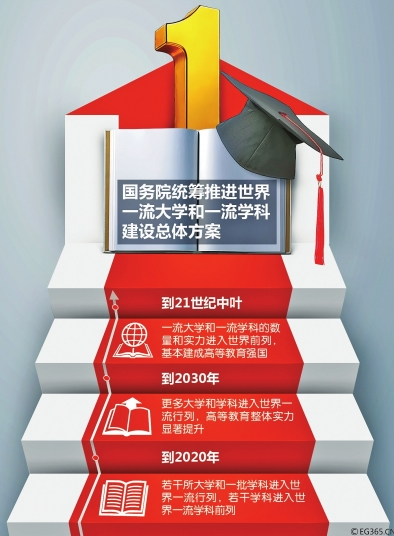 1
国务院统筹推进世界
一流大学和一流学科
建设总体方案
到21世纪中叶
一流大学和一流学科的数
量和实力进入世界前列,
基本建成高等教育强国
到2030年
更多大学和学科进入世界一
流行列,高等教育整体实力
显著提升
到2020年
若干所大学和一批学科进入世
界一流行列,若干学科进入世
界一流学科前列
© EG365.CN